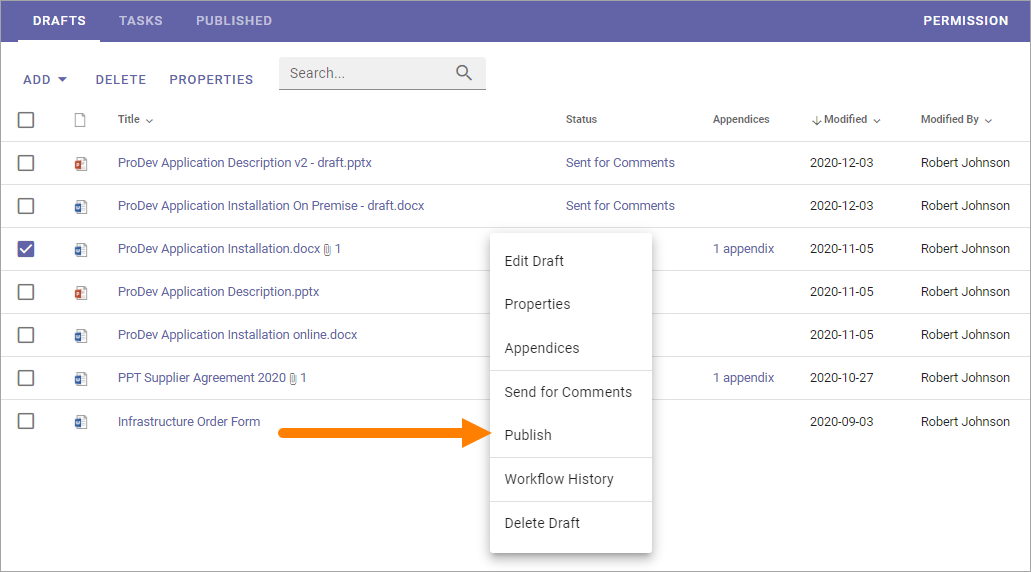 DRAFTS TASKS PUBLISHED PERMISSION
ADD DELETE PROPERTIES Search...
Title Status Appendices Modified Modified By
ProDev Application Description v2 - draft.pptx Sent for Comments 2020-12-03 Robert Johnson
ProDev Application Installation On Premise - draft.docx Sent for Comments 2020-12-03 Robert Johnson
ProDev Application Installation.docx 1 1 appendix 2020-11-05 Robert Johnson
ProDev Application Description.pptx 2020-11-05 Robert Johnson
ProDev Application Installation online.docx 2020-11-05 Robert Johnson
PPT Supplier Agreement 2020 1 1 appendix 2020-10-27 Robert Johnson
Infrastructure Order Form 2020-09-03 Robert Johnson
Edit Draft
Properties
Appendices
Send for Comments
Publish
Workflow History
Delete Draft